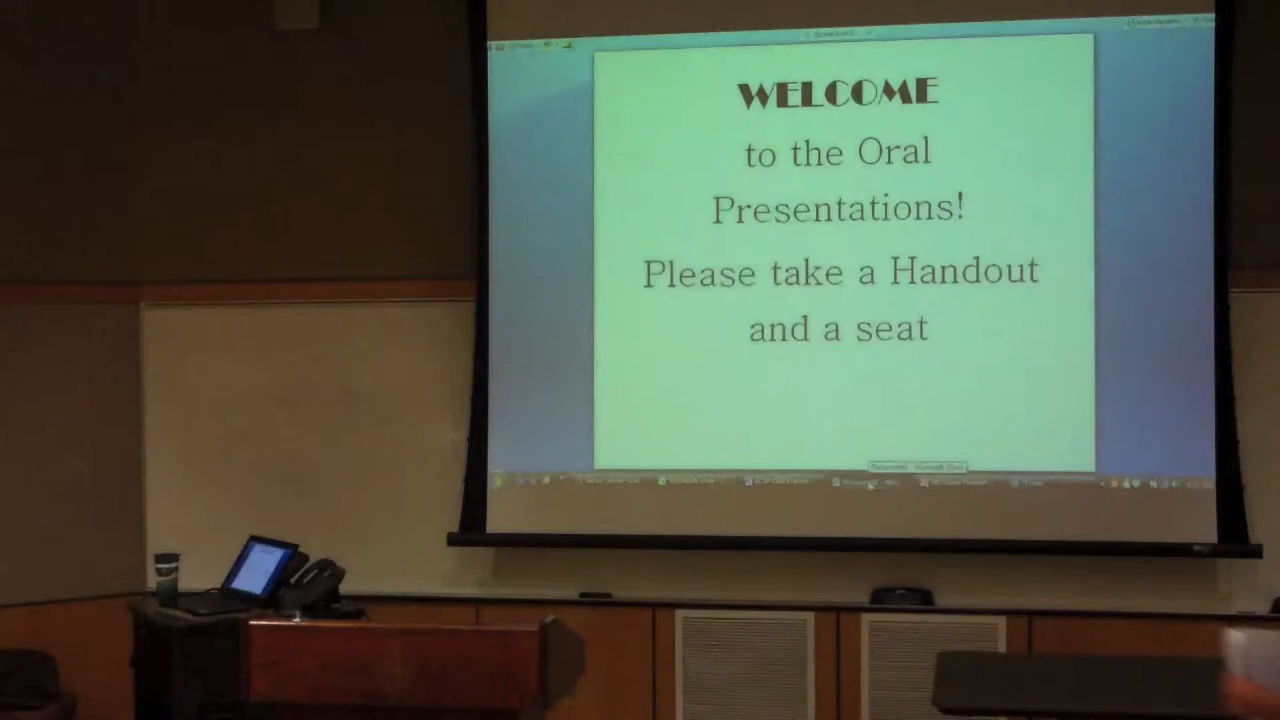 WELCOME
to the Oral
Presentations!
Please take a Handout
and a seat